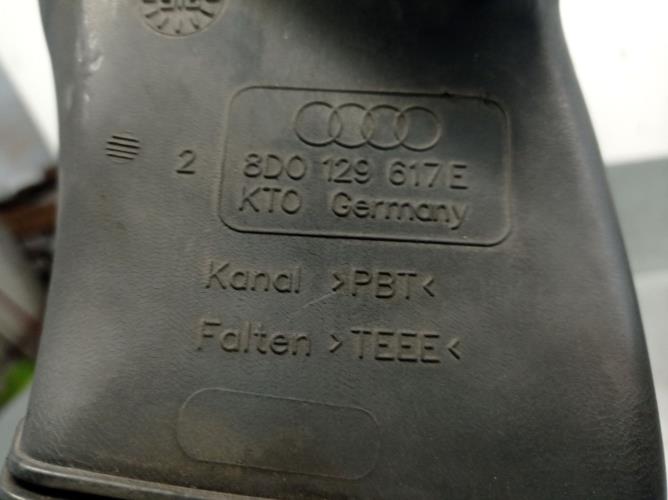 2 8D0 129 617 E
KTO Germany
Kanal >PBT<
Falten >TEEE<